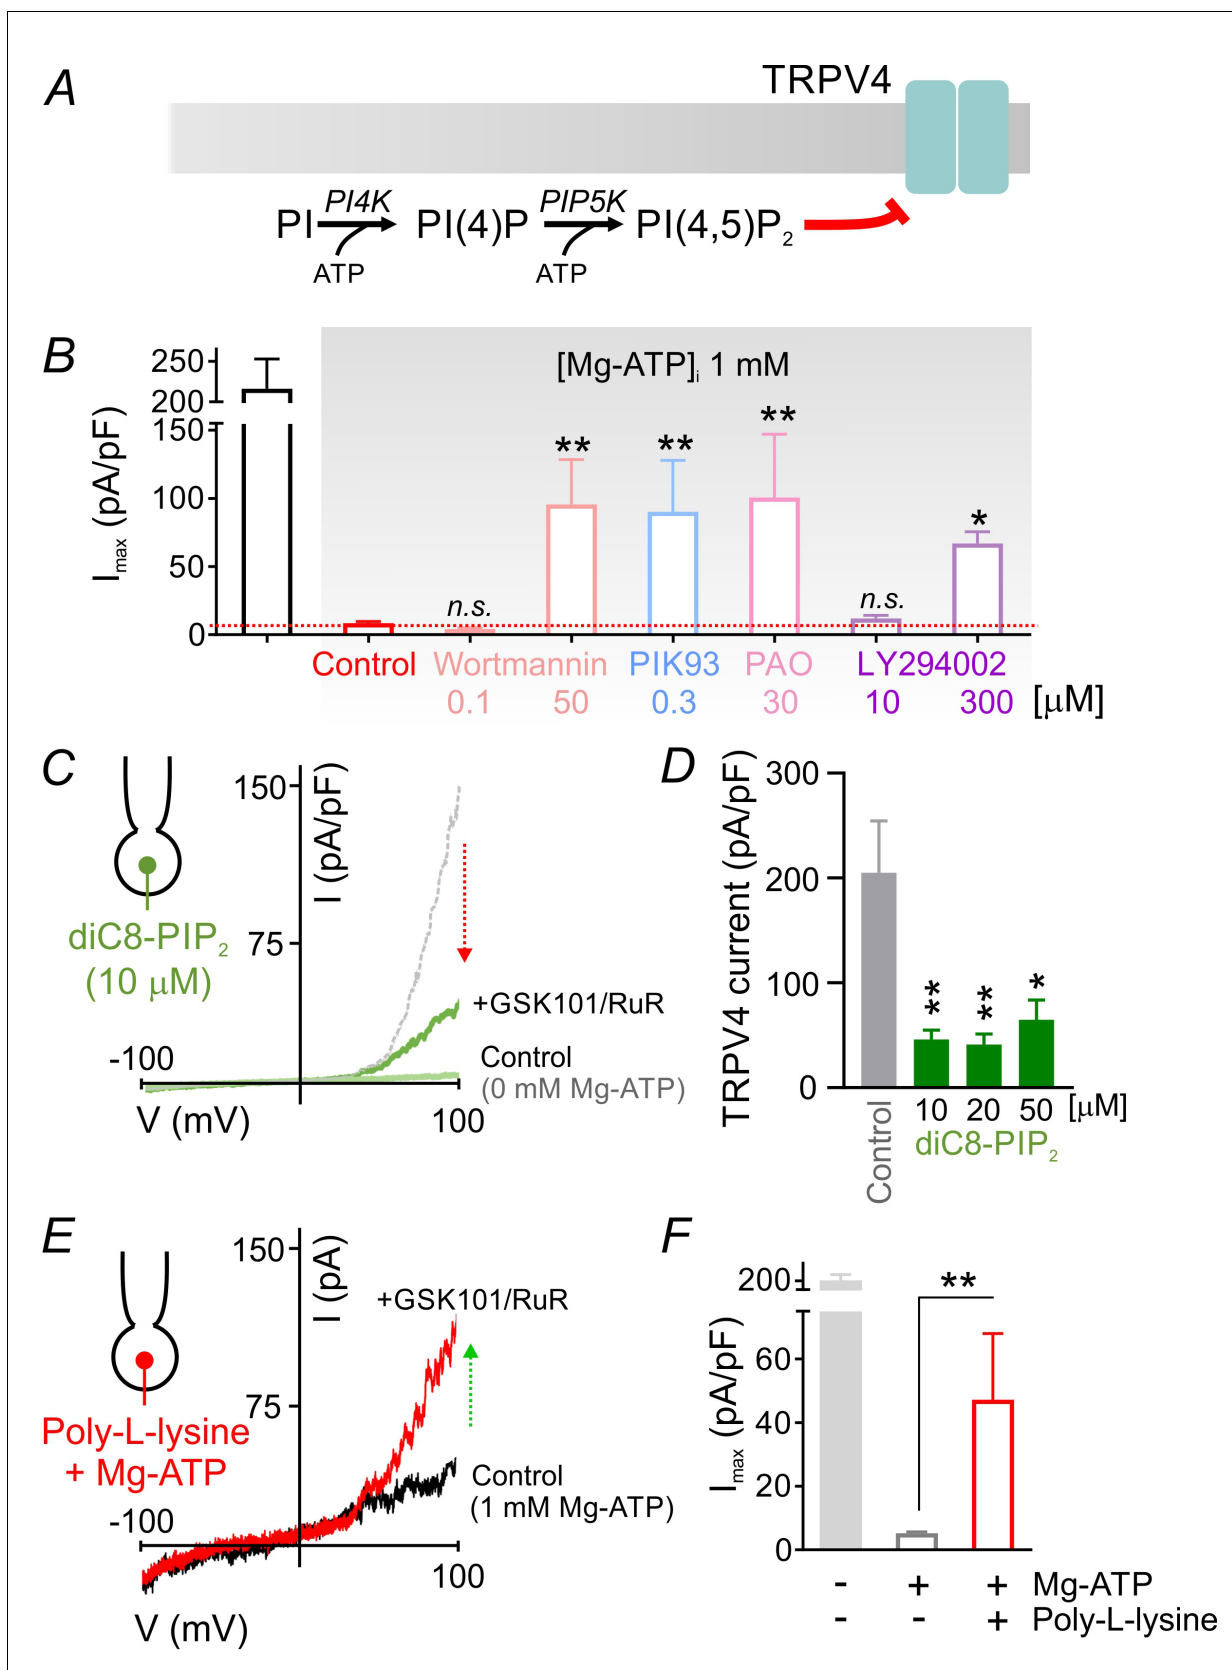 A
TRPV4
PI PI4K PI(4)P PIP5K PI(4,5)P2
ATP ATP
B
[Mg-ATP]i 1 mM
Imax (pA/pF)
250
200
150
100
50
0
** ** ** *
n.s. n.s.
Control Wortmannin PIK93 PAO LY294002
0.1 50 0.3 30 10 300 [μM]
C
diC8-PIP2
(10 μM)
I (pA/pF)
150
75
+GSK101/RuR
Control
(0 mM Mg-ATP)
-100
V (mV)
100
D
TRPV4 current (pA/pF)
300
200
100
0
** ** *
Control
10 20 50 [μM]
diC8-PIP2
E
Poly-L-lysine
+ Mg-ATP
I (pA)
150
75
+GSK101/RuR
Control
(1 mM Mg-ATP)
-100
V (mV)
100
F
Imax (pA/pF)
200
60
40
20
0
**
- + + Mg-ATP
- - + Poly-L-lysine